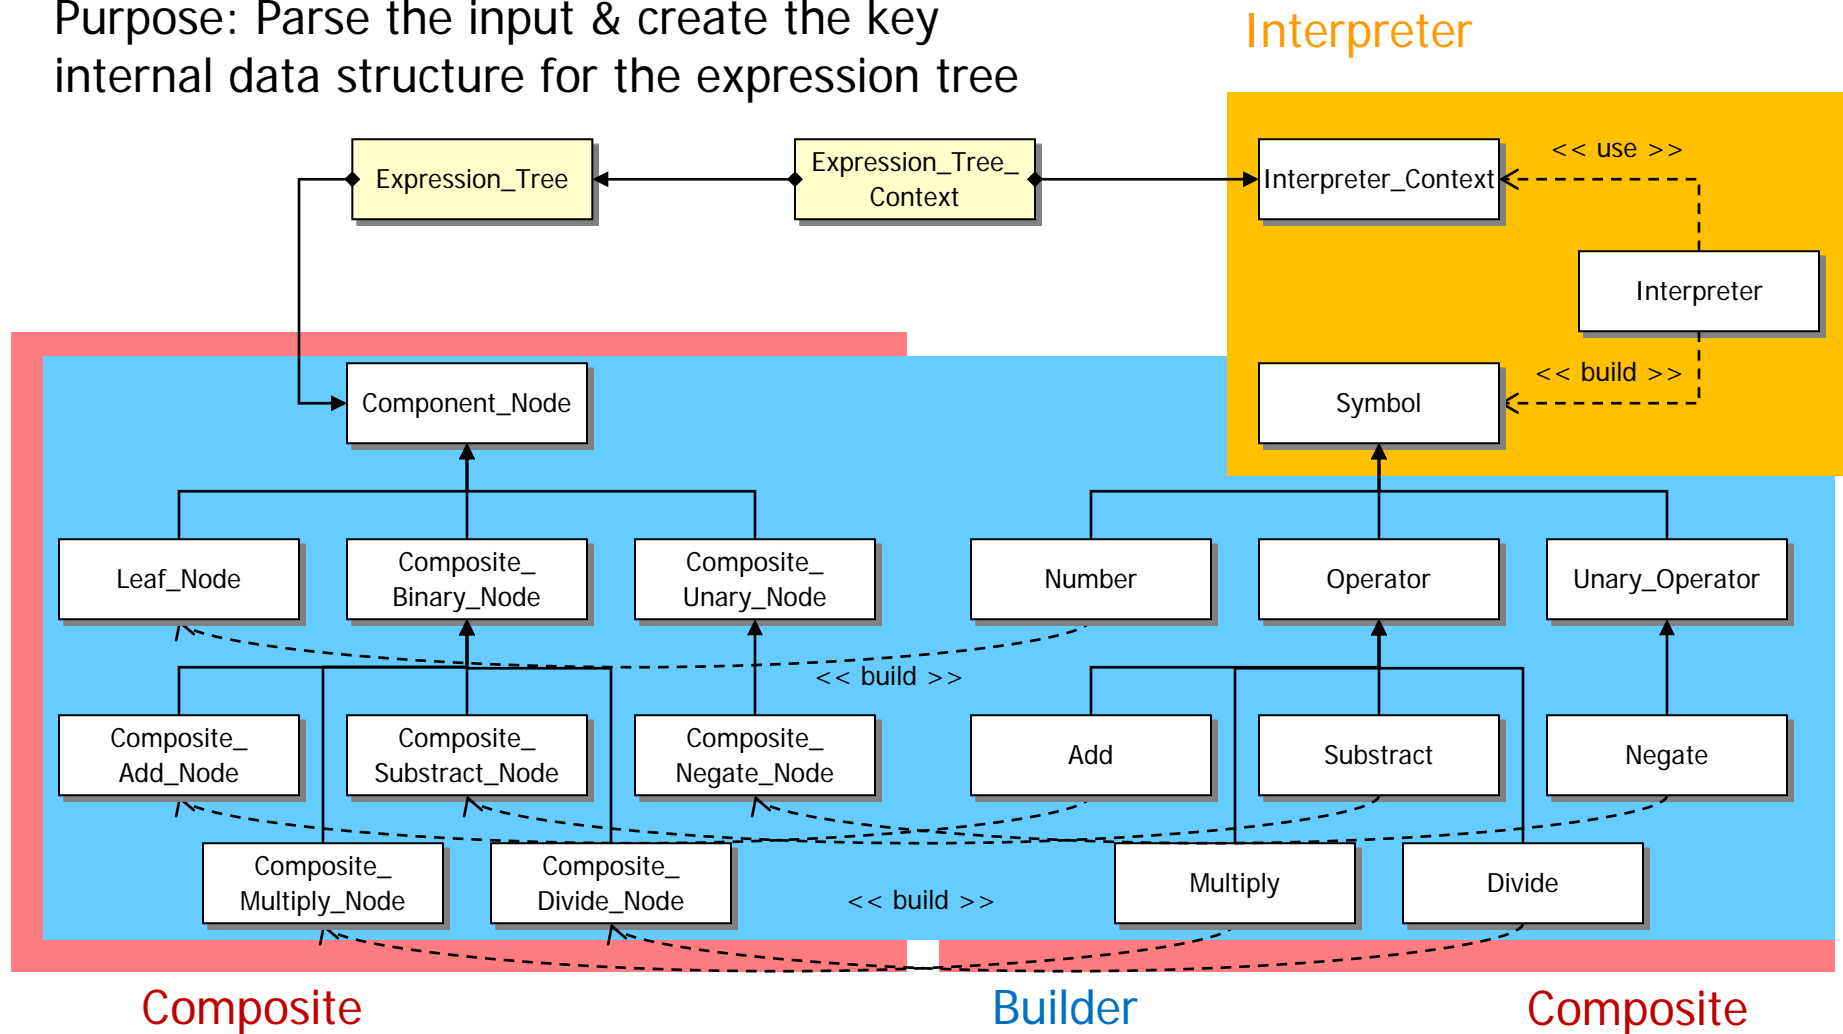 Purpose: Parse the input & create the key
internal data structure for the expression tree
Interpreter
Expression_Tree
Expression_Tree_
Context
Interpreter_Context
<< use >>
Interpreter
<< build >>
Component_Node
Symbol
Leaf_Node
Composite_
Binary_Node
Composite_
Unary_Node
Number
Operator
Unary_Operator
<< build >>
Composite_
Add_Node
Composite_
Substract_Node
Composite_
Negate_Node
Add
Substract
Negate
Composite_
Multiply_Node
Composite_
Divide_Node
<< build >>
Multiply
Divide
Composite
Builder
Composite